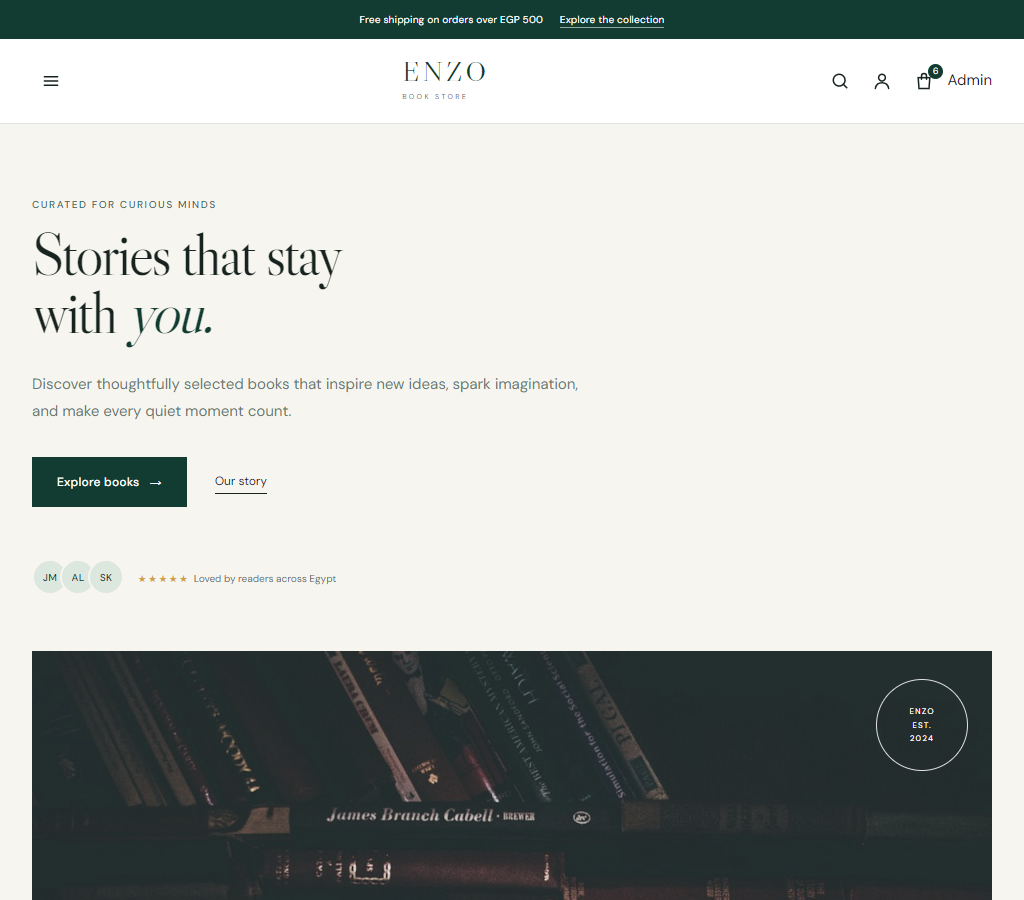 Free shipping on orders over EGP 500 Explore the collection
ENZO
BOOK STORE
6
Admin
CURATED FOR CURIOUS MINDS
Stories that stay
with you.
Discover thoughtfully selected books that inspire new ideas, spark imagination,
and make every quiet moment count.
Explore books →
Our story
JM AL SK
★★★★★ Loved by readers across Egypt
ENZO
EST.
2024
James Branch Cabell · BREWER